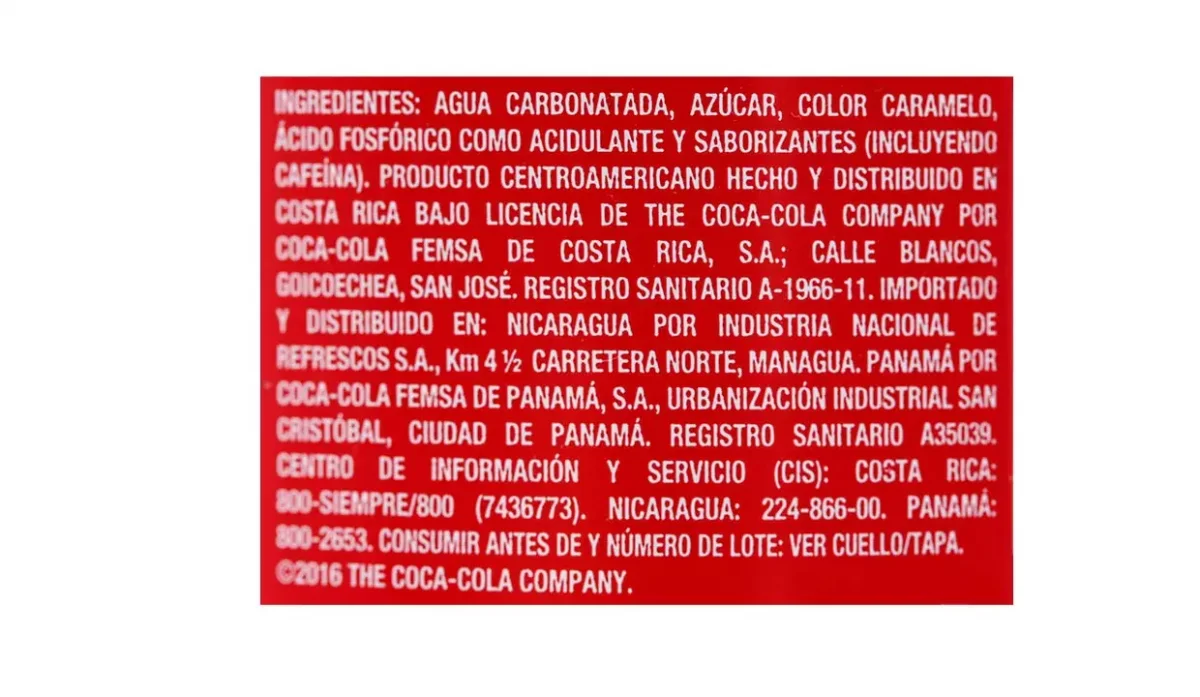 INGREDIENTES: AGUA CARBONATADA, AZÚCAR, COLOR CARAMELO,
ÁCIDO FOSFÓRICO COMO ACIDULANTE Y SABORIZANTES (INCLUYENDO
CAFEÍNA). PRODUCTO CENTROAMERICANO HECHO Y DISTRIBUIDO EN
COSTA RICA BAJO LICENCIA DE THE COCA-COLA COMPANY POR
COCA-COLA FEMSA DE COSTA RICA, S.A.; CALLE BLANCOS,
GOICOECHEA, SAN JOSÉ. REGISTRO SANITARIO A-1966-11. IMPORTADO
Y DISTRIBUIDO EN: NICARAGUA POR INDUSTRIA NACIONAL DE
REFRESCOS S.A., Km 4 ½ CARRETERA NORTE, MANAGUA. PANAMÁ POR
COCA-COLA FEMSA DE PANAMÁ, S.A., URBANIZACIÓN INDUSTRIAL SAN
CRISTÓBAL, CIUDAD DE PANAMÁ. REGISTRO SANITARIO A35039.
CENTRO DE INFORMACIÓN Y SERVICIO (CIS): COSTA RICA:
800-SIEMPRE/800 (7436773). NICARAGUA: 224-866-00. PANAMÁ:
800-2653. CONSUMIR ANTES DE Y NÚMERO DE LOTE: VER CUELLO/TAPA.
©2016 THE COCA-COLA COMPANY.